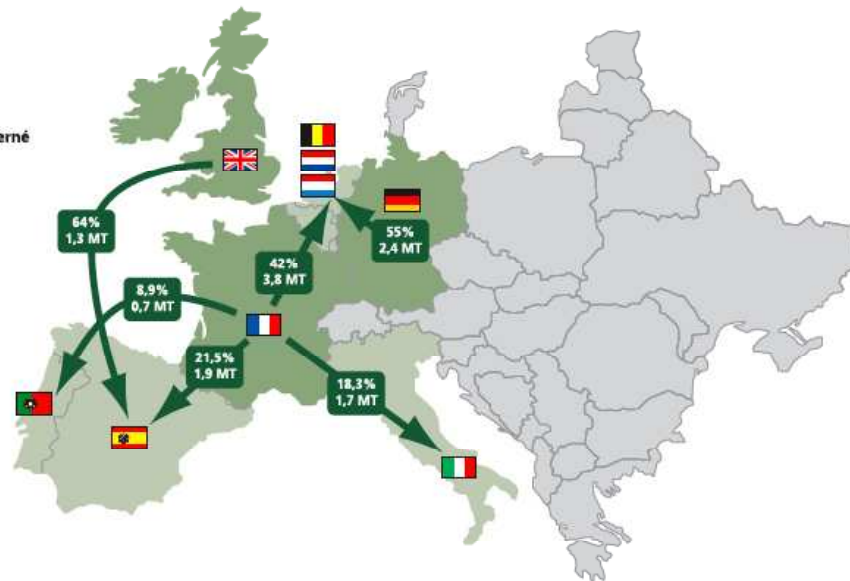 erné
64%
1,3 MT
8,9%
0,7 MT
42%
3,8 MT
55%
2,4 MT
21,5%
1,9 MT
18,3%
1,7 MT